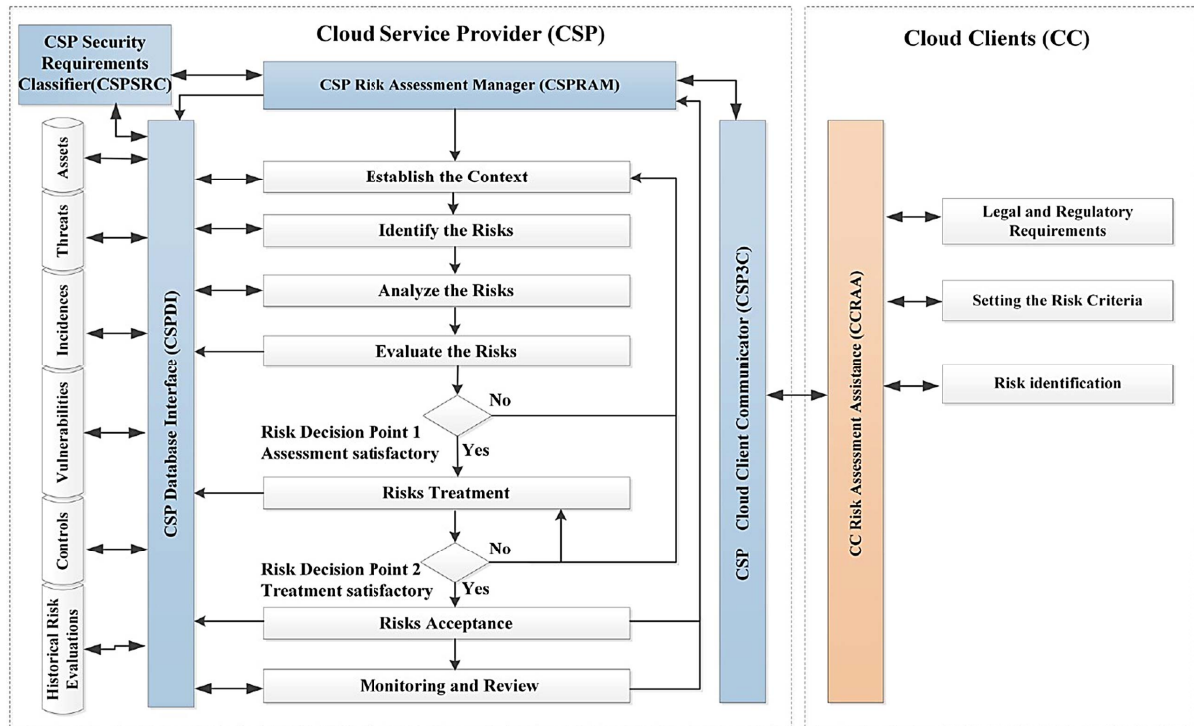 Cloud Service Provider (CSP)
Cloud Clients (CC)
CSP Security
Requirements
Classifier(CSPSRC)
CSP Risk Assessment Manager (CSPRAM)
Assets
Threats
Incidences
Vulnerabilities
Controls
Historical Risk
Evaluations
CSP Database Interface (CSPDI)
Establish the Context
Identify the Risks
Analyze the Risks
Evaluate the Risks
No
Risk Decision Point 1
Assessment satisfactory
Yes
Risks Treatment
No
Risk Decision Point 2
Treatment satisfactory
Yes
Risks Acceptance
Monitoring and Review
CSP Cloud Client Communicator (CSP3C)
CC Risk Assessment Assistance (CCRAA)
Legal and Regulatory
Requirements
Setting the Risk Criteria
Risk identification